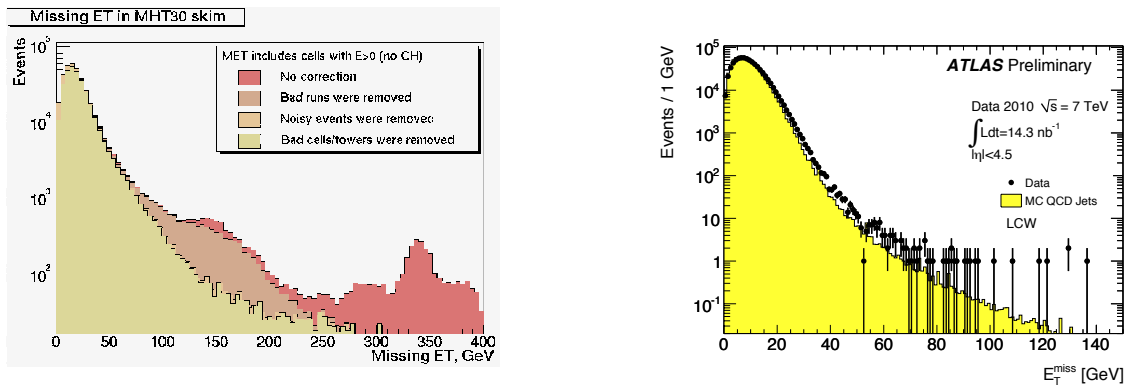 Missing ET in MHT30 skim
Events
10^5
10^4
10^3
10^2
MET includes cells with E>0 (no CH)
No correction
Bad runs were removed
Noisy events were removed
Bad cells/towers were removed
0 50 100 150 200 250 300 350 400
Missing ET, GeV
Events / 1 GeV
10^5
10^4
10^3
10^2
10
1
10^-1
ATLAS Preliminary
Data 2010 √s = 7 TeV
∫Ldt=14.3 nb^-1
|η|<4.5
Data
MC QCD Jets
LCW
0 20 40 60 80 100 120 140
E_T^miss [GeV]